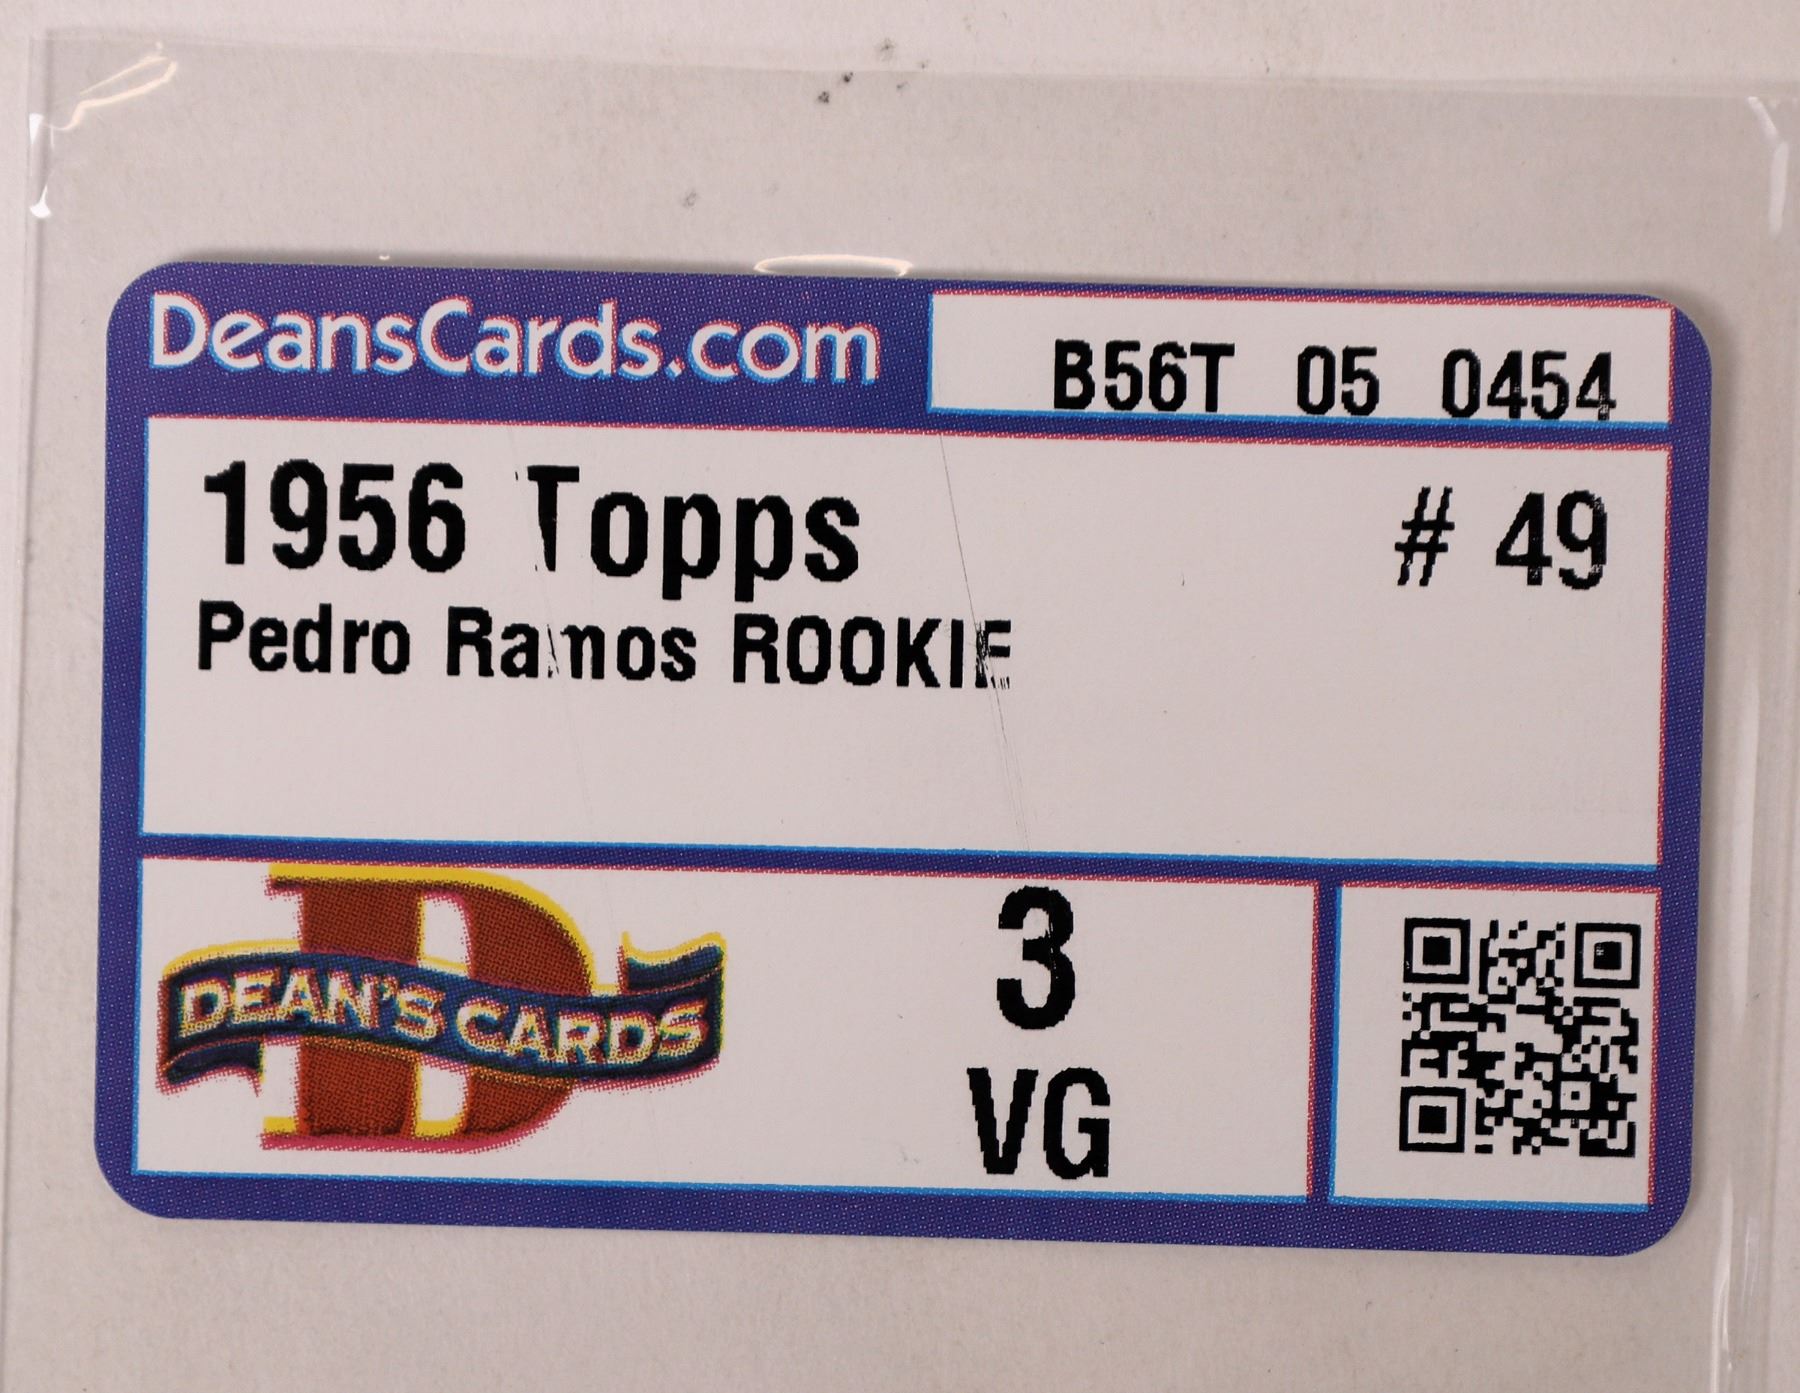 DeansCards.com
B56T 05 0454
1956 Topps
# 49
Pedro Ramos ROOKIE
DEAN'S CARDS
D
3
VG